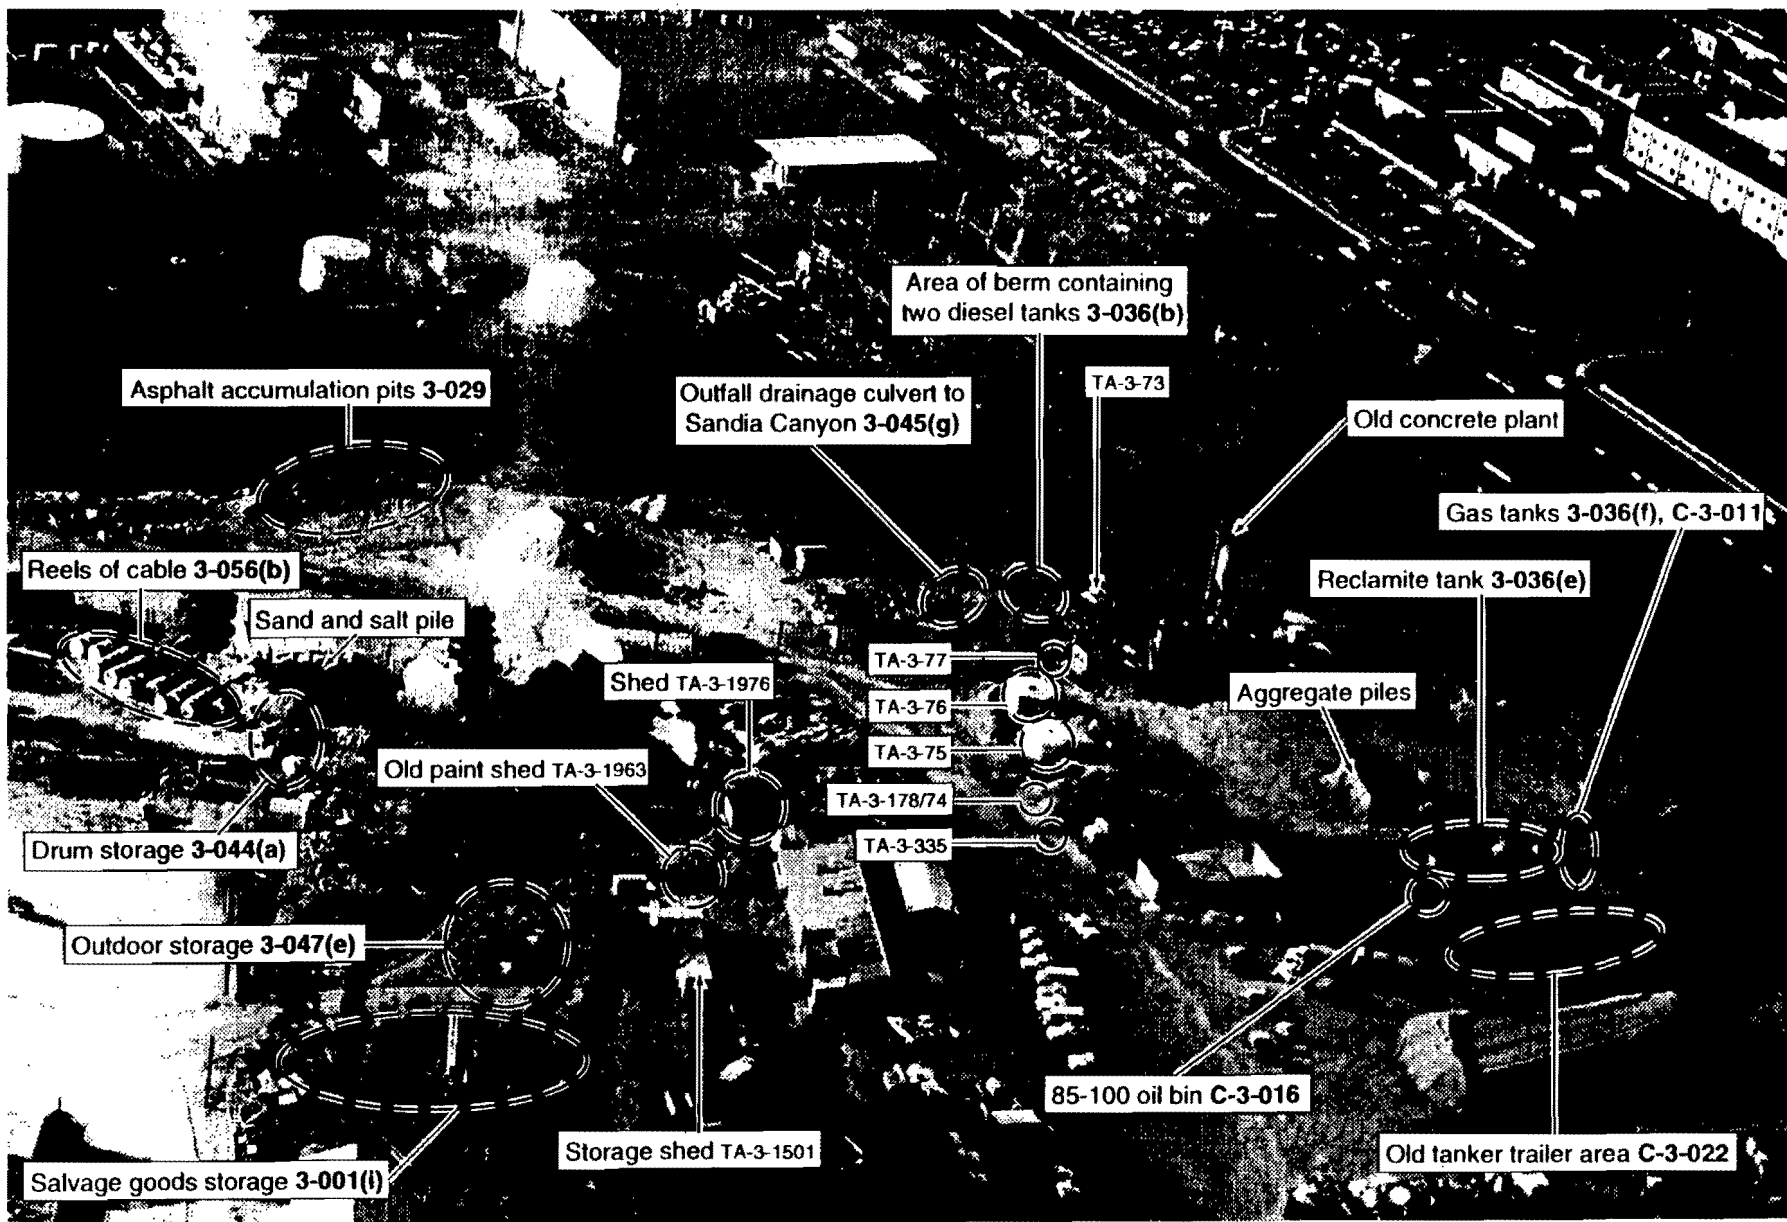 Area of berm containing
two diesel tanks 3-036(b)
Asphalt accumulation pits 3-029
Outfall drainage culvert to
Sandia Canyon 3-045(g)
TA-3-73
Old concrete plant
Gas tanks 3-036(f), C-3-011
Reels of cable 3-056(b)
Reclamite tank 3-036(e)
Sand and salt pile
TA-3-77
Shed TA-3-1976
Aggregate piles
TA-3-76
TA-3-75
Old paint shed TA-3-1963
TA-3-178/74
TA-3-335
Drum storage 3-044(a)
Outdoor storage 3-047(e)
85-100 oil bin C-3-016
Storage shed TA-3-1501
Old tanker trailer area C-3-022
Salvage goods storage 3-001(i)